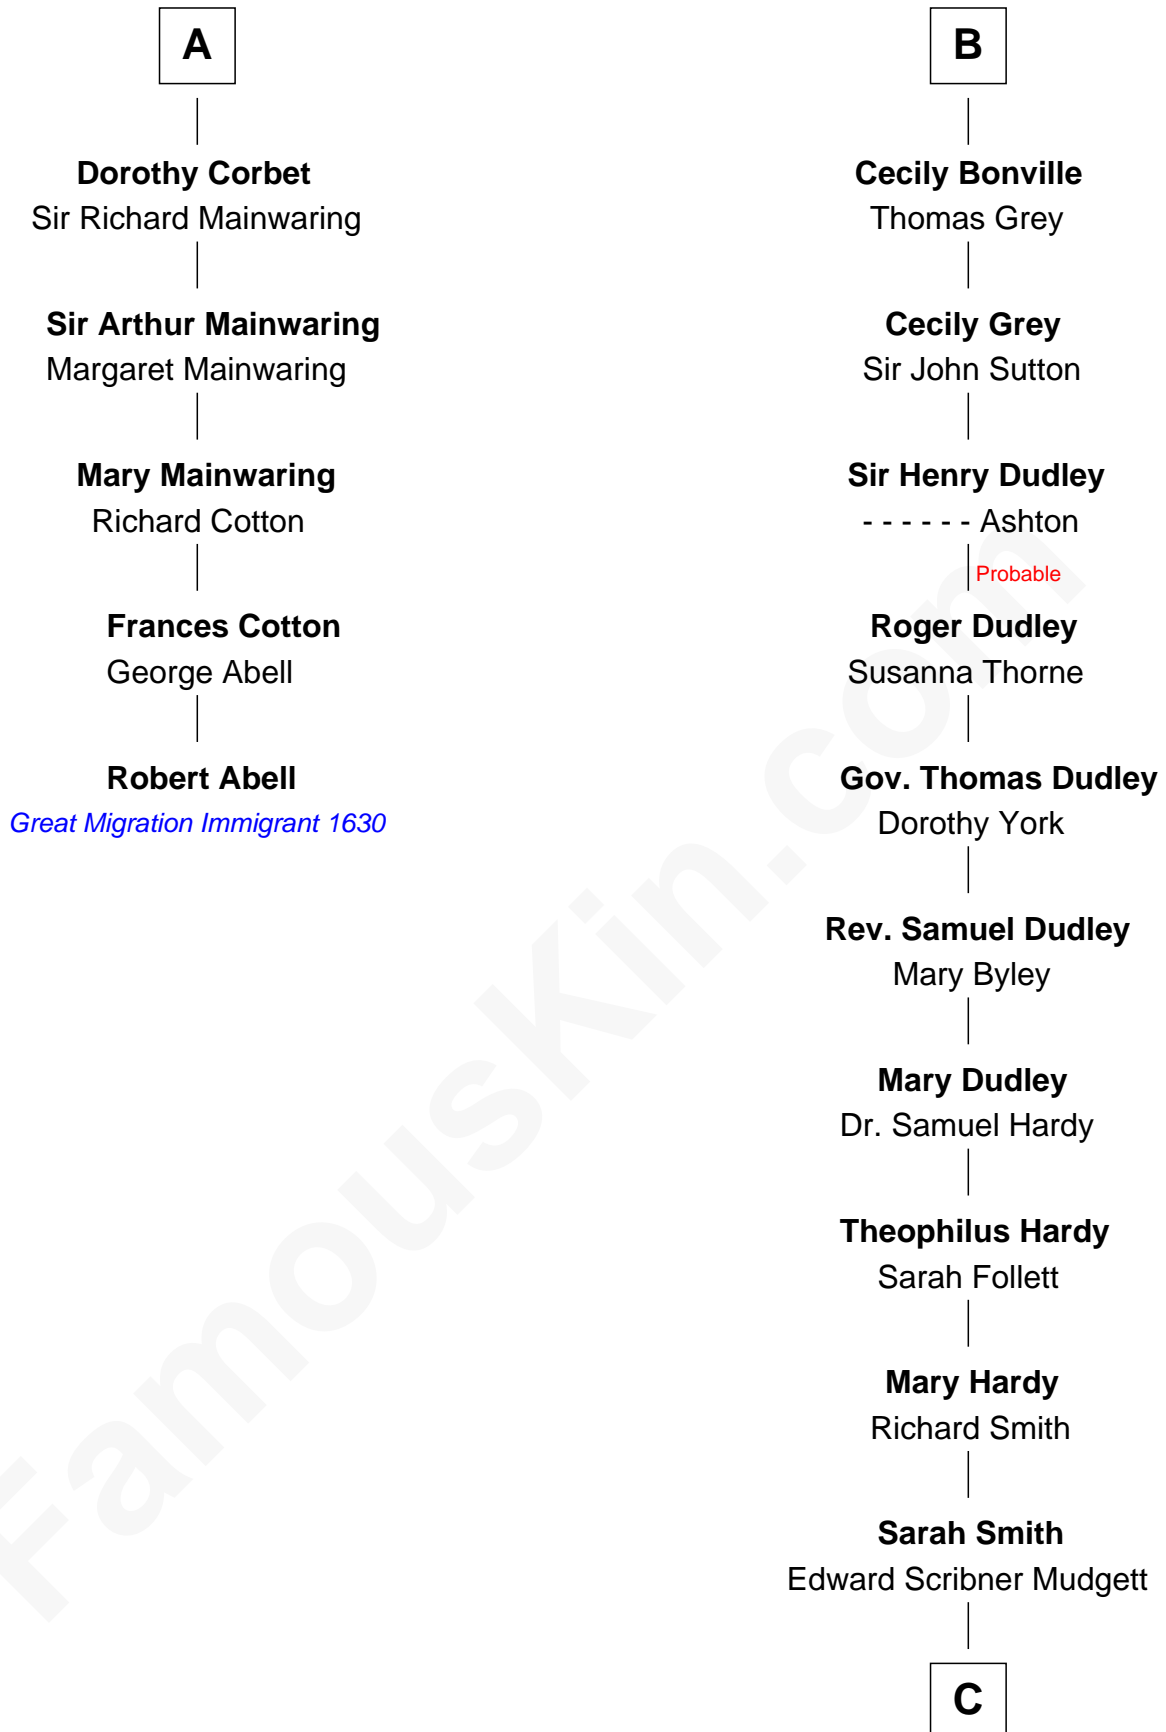 A
Dorothy Corbet
Sir Richard Mainwaring
Sir Arthur Mainwaring
Margaret Mainwaring
Mary Mainwaring
Richard Cotton
Frances Cotton
George Abell
Robert Abell
Great Migration Immigrant 1630
B
Cecily Bonville
Thomas Grey
Cecily Grey
Sir John Sutton
Sir Henry Dudley
- - - - - - Ashton
Probable
Roger Dudley
Susanna Thorne
Gov. Thomas Dudley
Dorothy York
Rev. Samuel Dudley
Mary Byley
Mary Dudley
Dr. Samuel Hardy
Theophilus Hardy
Sarah Follett
Mary Hardy
Richard Smith
Sarah Smith
Edward Scribner Mudgett
C
FamousKin.com